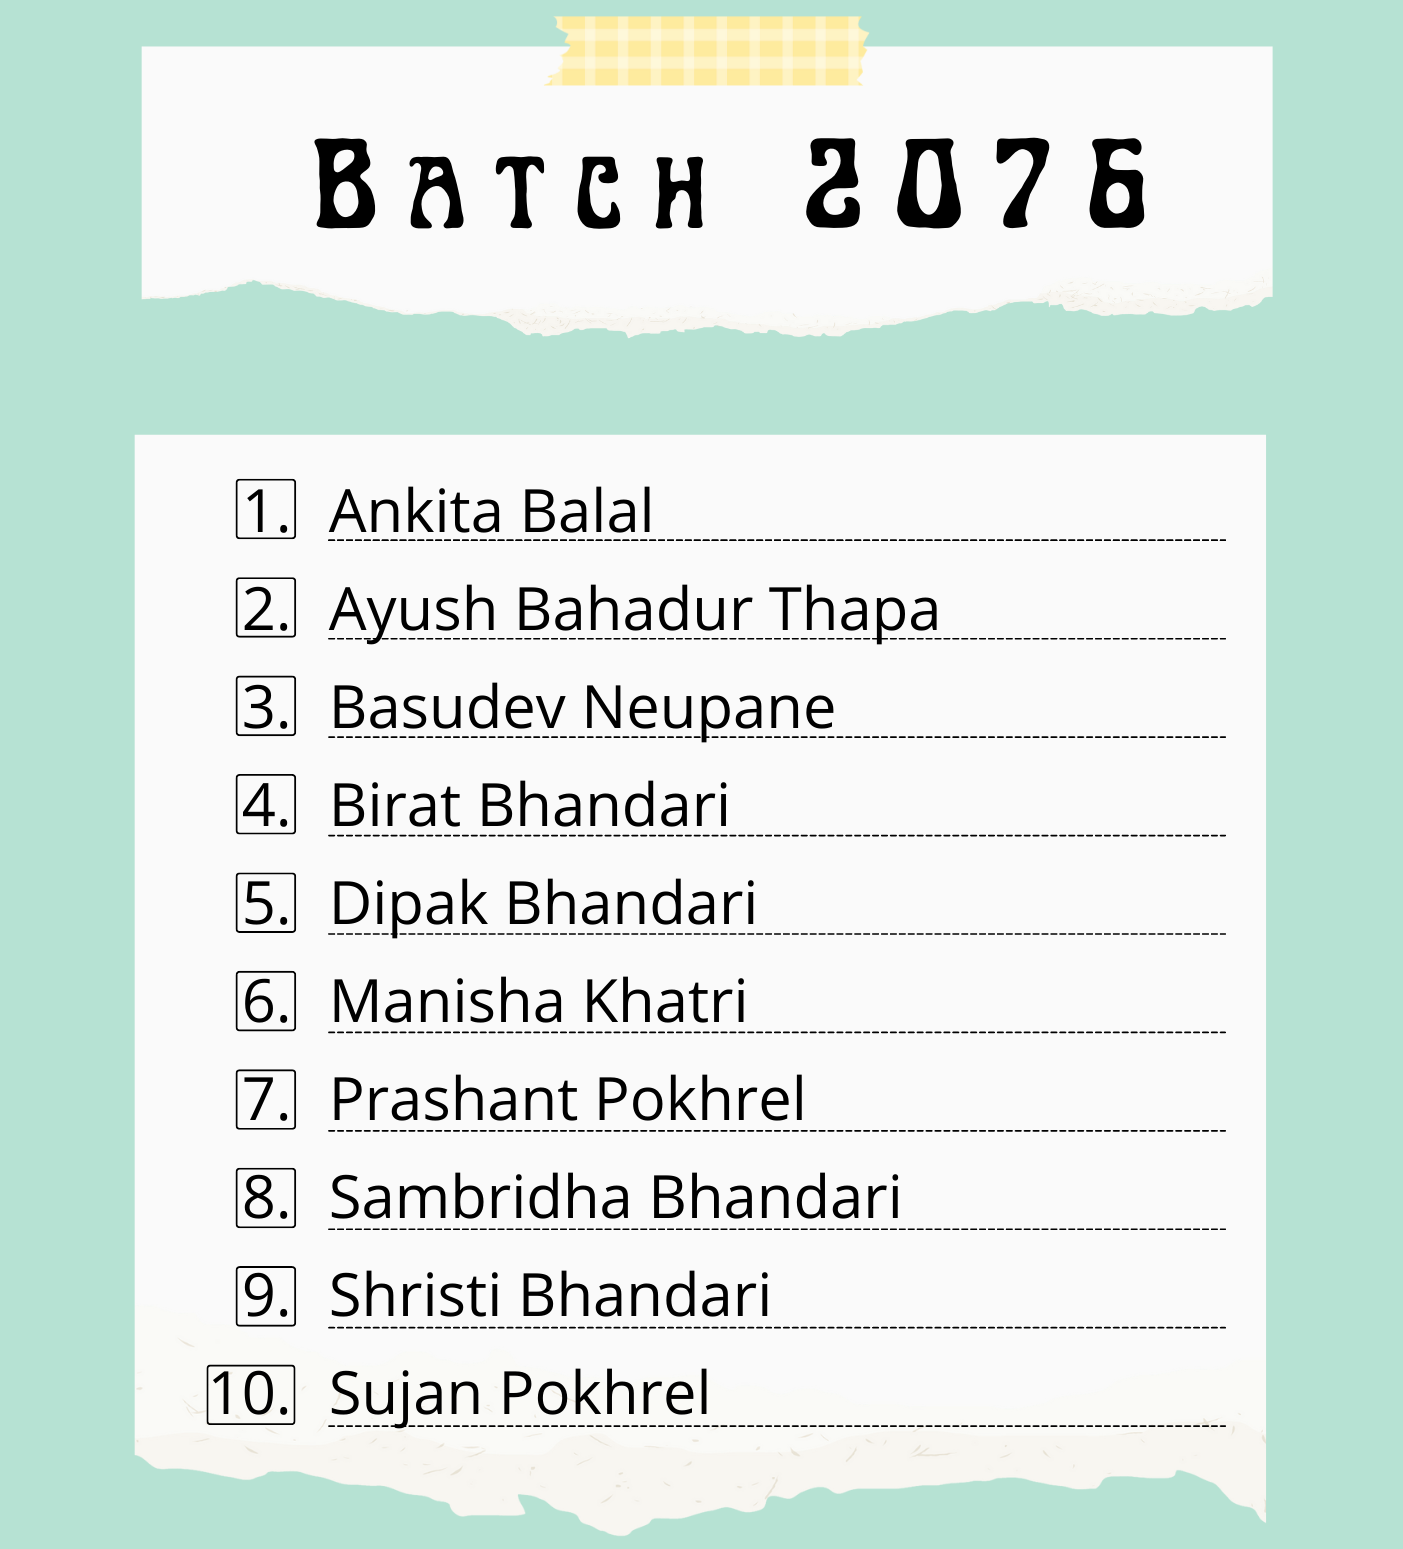 Batch 2076
1. Ankita Balal
2. Ayush Bahadur Thapa
3. Basudev Neupane
4. Birat Bhandari
5. Dipak Bhandari
6. Manisha Khatri
7. Prashant Pokhrel
8. Sambridha Bhandari
9. Shristi Bhandari
10. Sujan Pokhrel